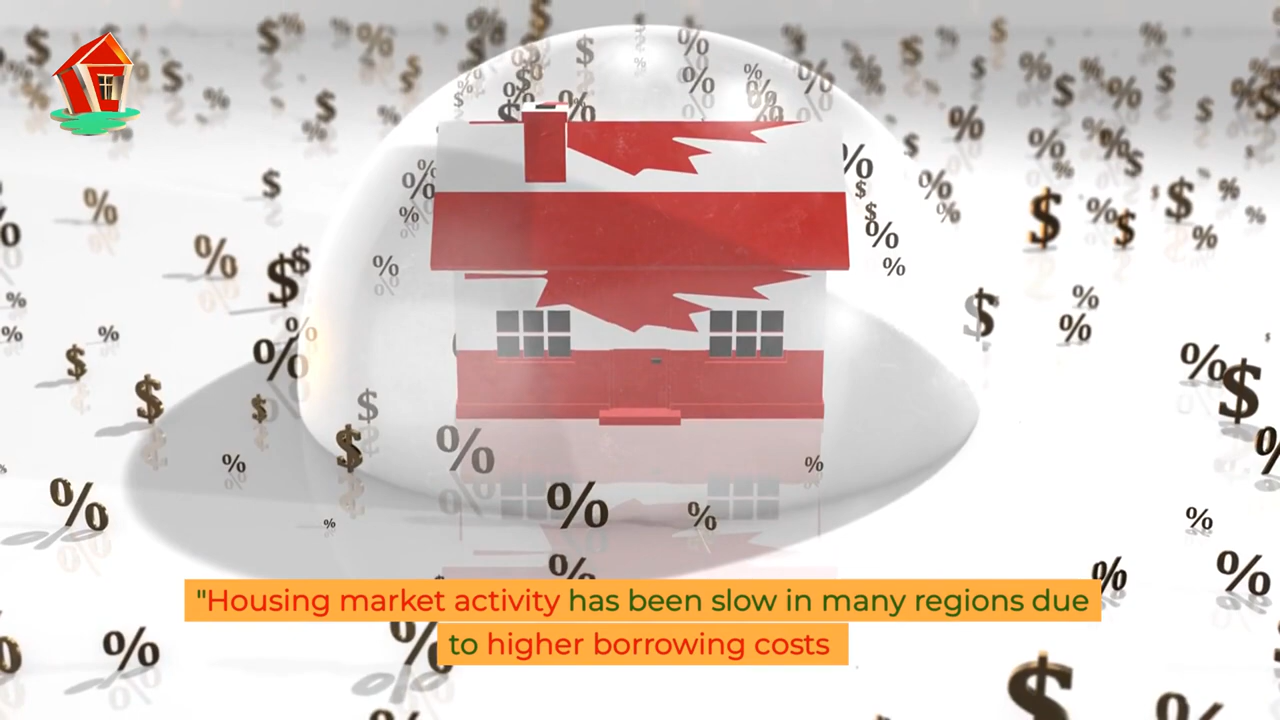 "Housing market activity has been slow in many regions due
to higher borrowing costs